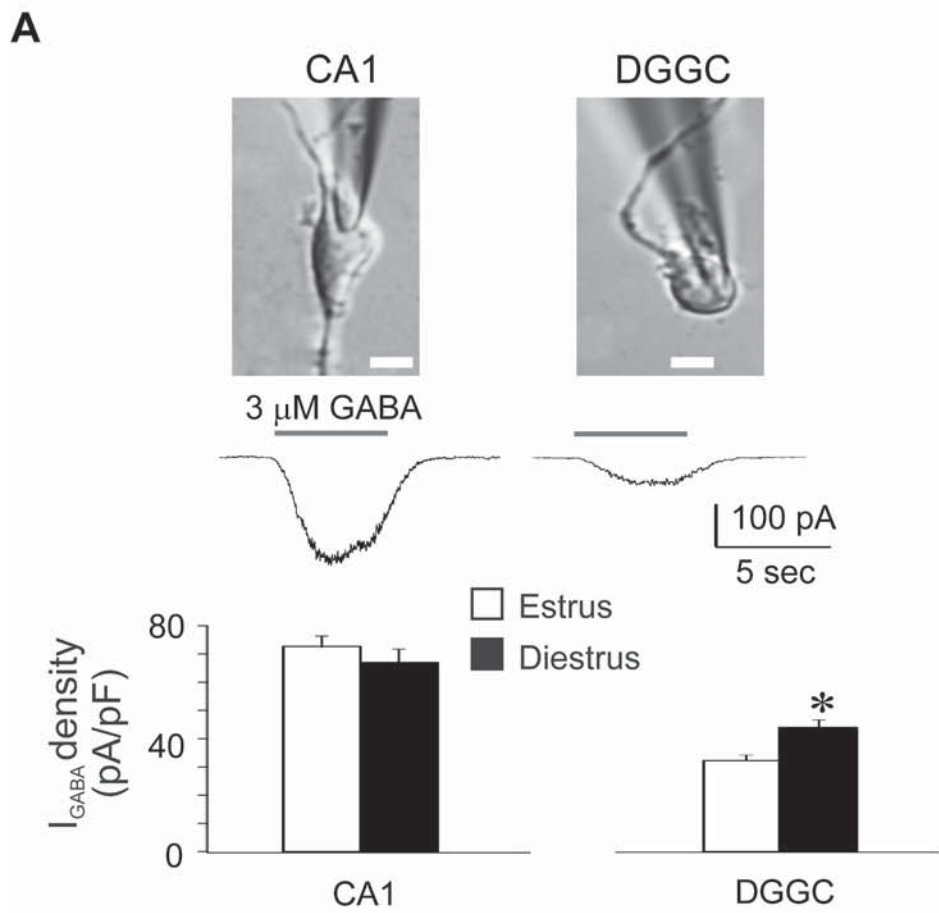 A
CA1 DGGC
3 μM GABA
100 pA
5 sec
Estrus
Diestrus
80
40
0
I_GABA density
(pA/pF)
*
CA1 DGGC